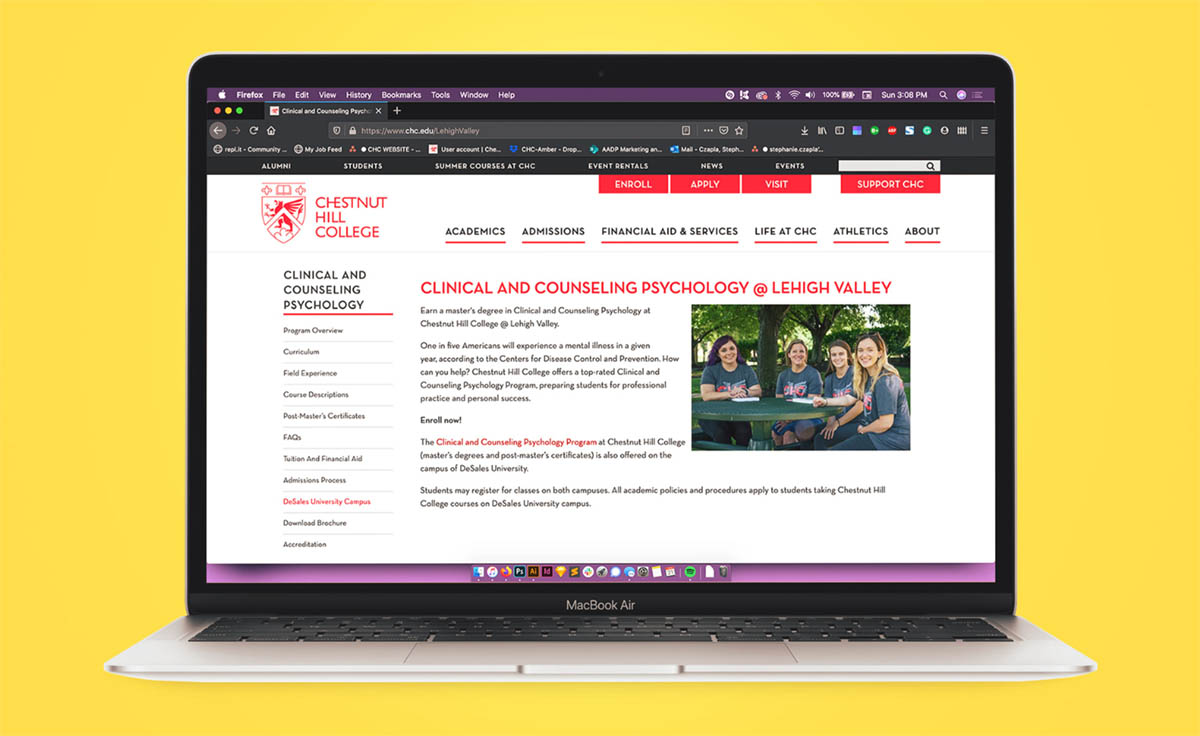 Firefox File Edit View History Bookmarks Tools Window Help 100% Sun 3:08 PM
Clinical and Counseling Psycho
https://www.chc.edu/LehighValley
repl.it - Community ... My Job Feed CHC WEBSITE - ... User account | Che... CHC-Amber - Drop... AADP Marketing an... Mail - Czapla, Steph... stephanie.czapla'...
ALUMNI STUDENTS SUMMER COURSES AT CHC EVENT RENTALS NEWS EVENTS
ENROLL APPLY VISIT SUPPORT CHC
CHESTNUT
HILL
COLLEGE
ACADEMICS ADMISSIONS FINANCIAL AID & SERVICES LIFE AT CHC ATHLETICS ABOUT
CLINICAL AND
COUNSELING
PSYCHOLOGY
Program Overview
Curriculum
Field Experience
Course Descriptions
Post-Master's Certificates
FAQs
Tuition And Financial Aid
Admissions Process
DeSales University Campus
Download Brochure
Accreditation
CLINICAL AND COUNSELING PSYCHOLOGY @ LEHIGH VALLEY
Earn a master's degree in Clinical and Counseling Psychology at
Chestnut Hill College @ Lehigh Valley.
One in five Americans will experience a mental illness in a given
year, according to the Centers for Disease Control and Prevention. How
can you help? Chestnut Hill College offers a top-rated Clinical and
Counseling Psychology Program, preparing students for professional
practice and personal success.
Enroll now!
The Clinical and Counseling Psychology Program at Chestnut Hill College
(master's degrees and post-master's certificates) is also offered on the
campus of DeSales University.
Students may register for classes on both campuses. All academic policies and procedures apply to students taking Chestnut Hill
College courses on DeSales University campus.
Ps Ai Id
MacBook Air